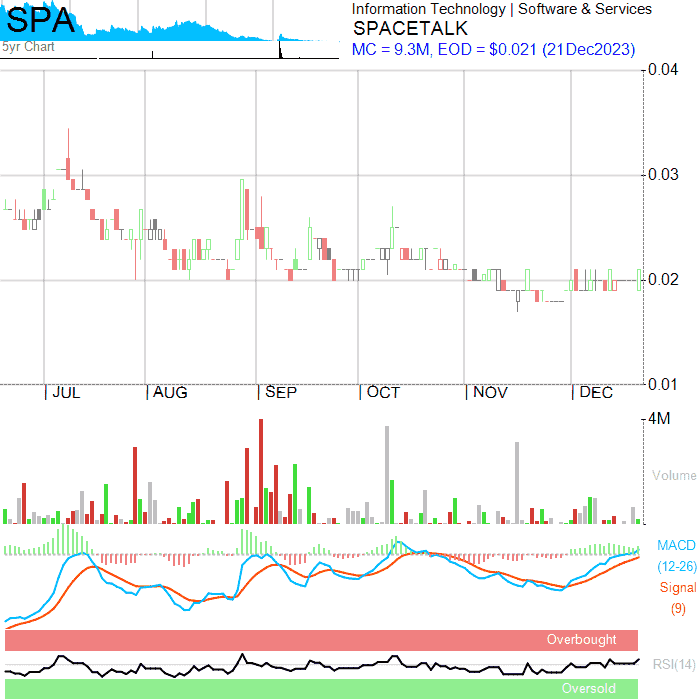 SPA
5yr Chart
Information Technology | Software & Services
SPACETALK
MC = 9.3M, EOD = $0.021 (21Dec2023)
0.04
0.03
0.02
0.01
JUL
AUG
SEP
OCT
NOV
DEC
4M
Volume
MACD
(12-26)
Signal
(9)
Overbought
RSI(14)
Oversold